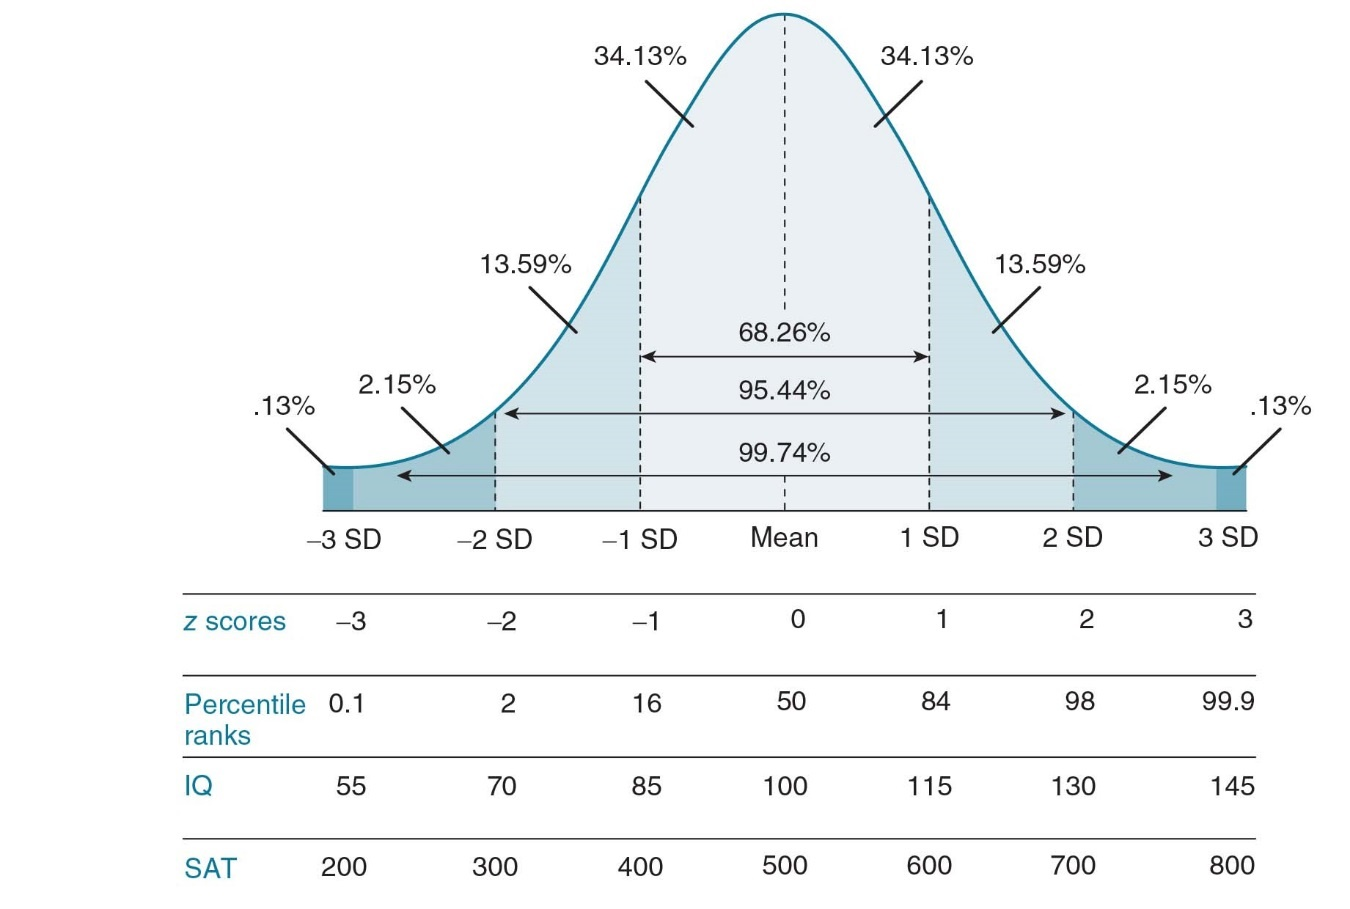 34.13% 34.13%
13.59% 13.59%
68.26%
2.15% 95.44% 2.15%
.13% .13%
99.74%
–3 SD –2 SD –1 SD Mean 1 SD 2 SD 3 SD
z scores –3 –2 –1 0 1 2 3
Percentile 0.1 2 16 50 84 98 99.9
ranks
IQ 55 70 85 100 115 130 145
SAT 200 300 400 500 600 700 800